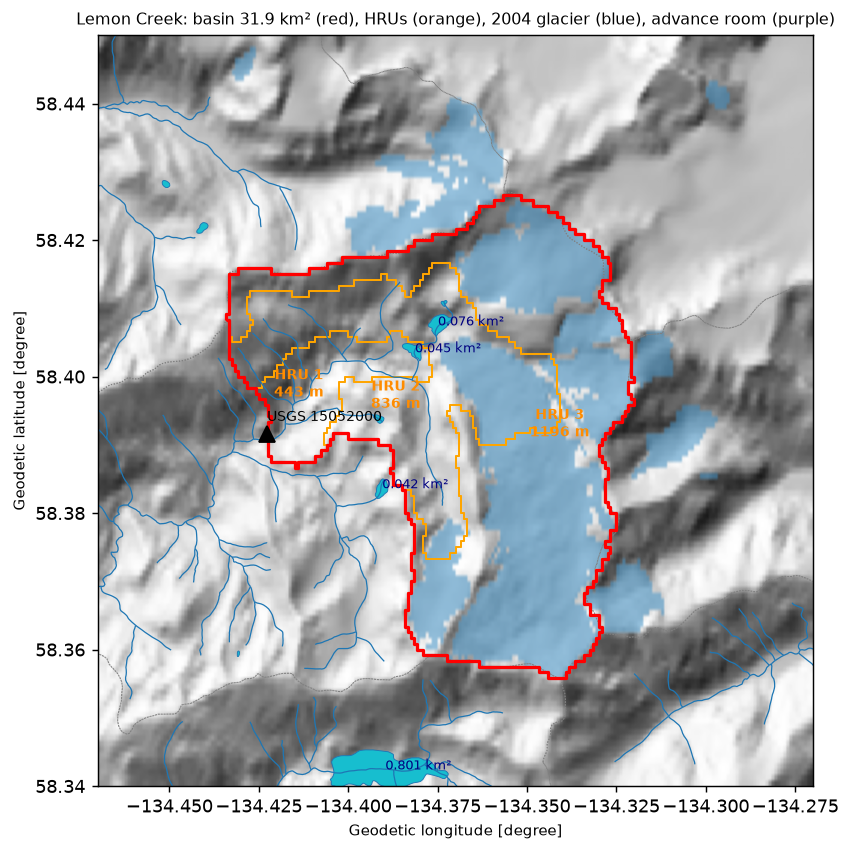 Lemon Creek: basin 31.9 km² (red), HRUs (orange), 2004 glacier (blue), advance room (purple)
58.44
58.42
58.40
58.38
58.36
58.34
Geodetic latitude [degree]
0.076 km²
0.045 km²
HRU 1
443 m
HRU 2
836 m
HRU 3
1146 m
USGS 15052000
0.042 km²
0.801 km²
−134.450
−134.425
−134.400
−134.375
−134.350
−134.325
−134.300
−134.275
Geodetic longitude [degree]